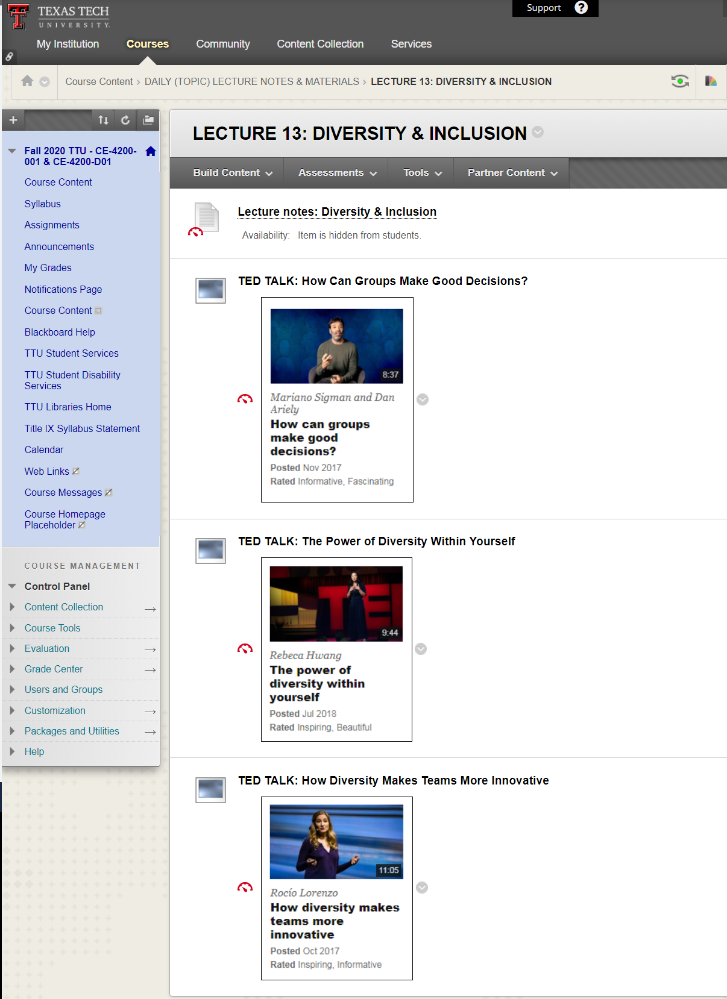 TEXAS TECH
UNIVERSITY.
Support
?
My Institution
Courses
Community
Content Collection
Services
Course Content > DAILY (TOPIC) LECTURE NOTES & MATERIALS > LECTURE 13: DIVERSITY & INCLUSION
Fall 2020 TTU - CE-4200-
001 & CE-4200-D01
Course Content
Syllabus
Assignments
Announcements
My Grades
Notifications Page
Course Content
Blackboard Help
TTU Student Services
TTU Student Disability
Services
TTU Libraries Home
Title IX Syllabus Statement
Calendar
Web Links
Course Messages
Course Homepage
Placeholder
COURSE MANAGEMENT
Control Panel
Content Collection
Course Tools
Evaluation
Grade Center
Users and Groups
Customization
Packages and Utilities
Help
LECTURE 13: DIVERSITY & INCLUSION
Build Content
Assessments
Tools
Partner Content
Lecture notes: Diversity & Inclusion
Availability: Item is hidden from students.
TED TALK: How Can Groups Make Good Decisions?
8:37
Mariano Sigman and Dan
Ariely
How can groups
make good
decisions?
Posted Nov 2017
Rated Informative, Fascinating
TED TALK: The Power of Diversity Within Yourself
TE
9:44
Rebeca Hwang
The power of
diversity within
yourself
Posted Jul 2018
Rated Inspiring, Beautiful
TED TALK: How Diversity Makes Teams More Innovative
11:05
Rocío Lorenzo
How diversity makes
teams more
innovative
Posted Oct 2017
Rated Inspiring, Informative